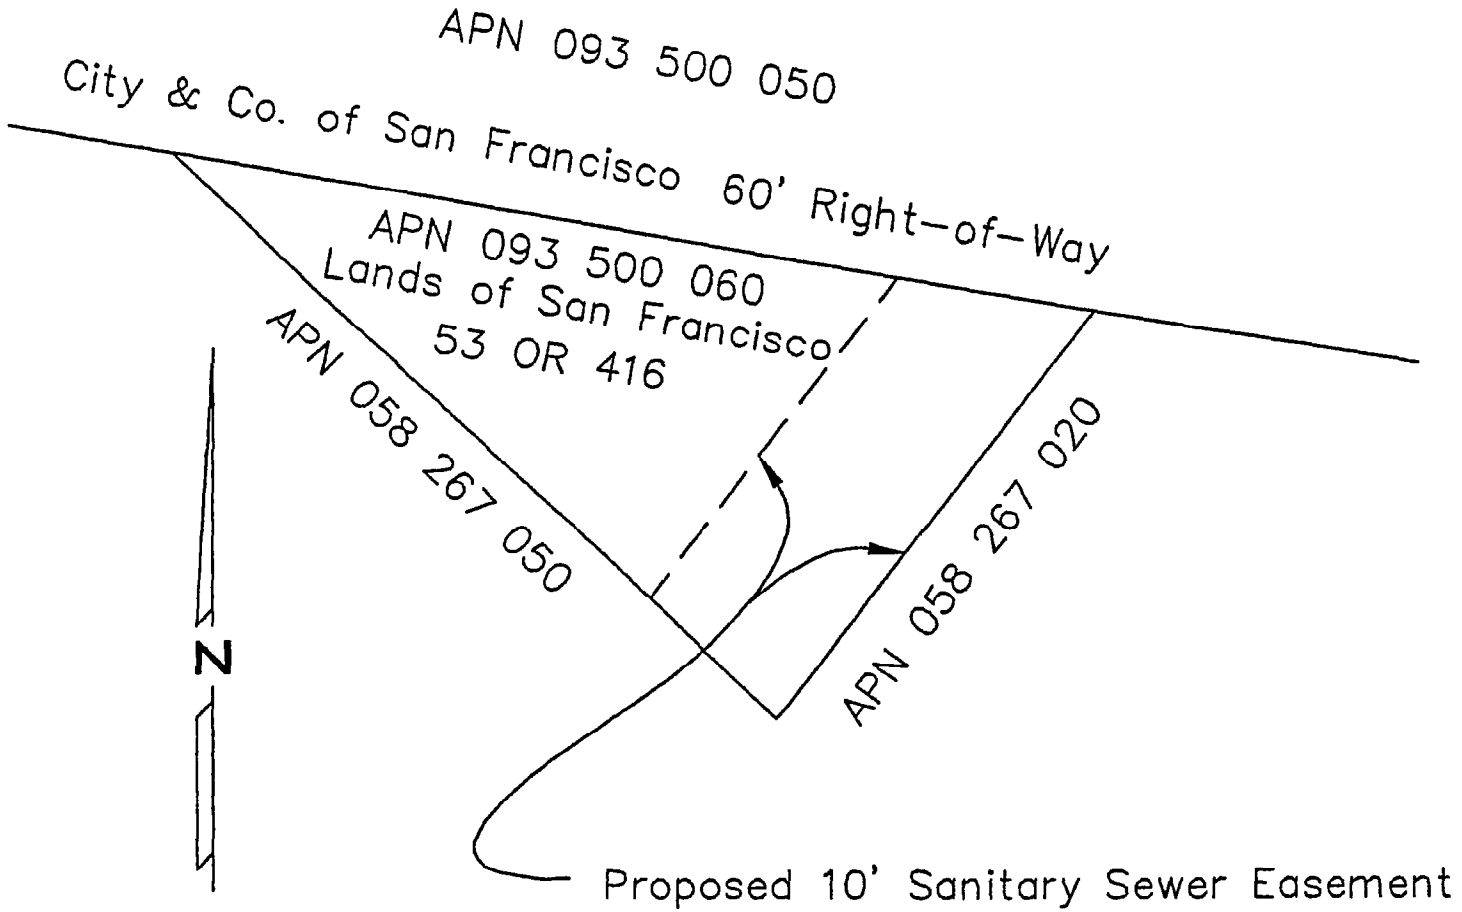 APN 093 500 050
City & Co. of San Francisco 60' Right-of-Way
APN 093 500 060
Lands of San Francisco
53 OR 416
APN 058 267 050
APN 058 267 020
N
Proposed 10' Sanitary Sewer Easement